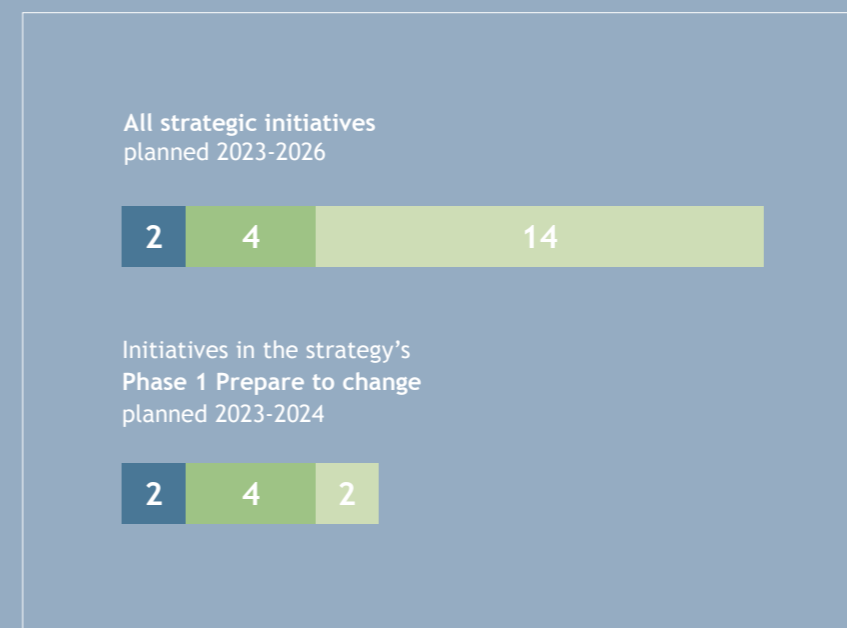 All strategic initiatives
planned 2023-2026
2 4 14
Initiatives in the strategy’s
Phase 1 Prepare to change
planned 2023-2024
2 4 2